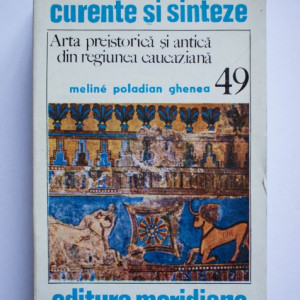 curente și sinteze
Arta preistorică și antică
din regiunea caucaziană
meliné poladian ghenea 49
editura meridiane